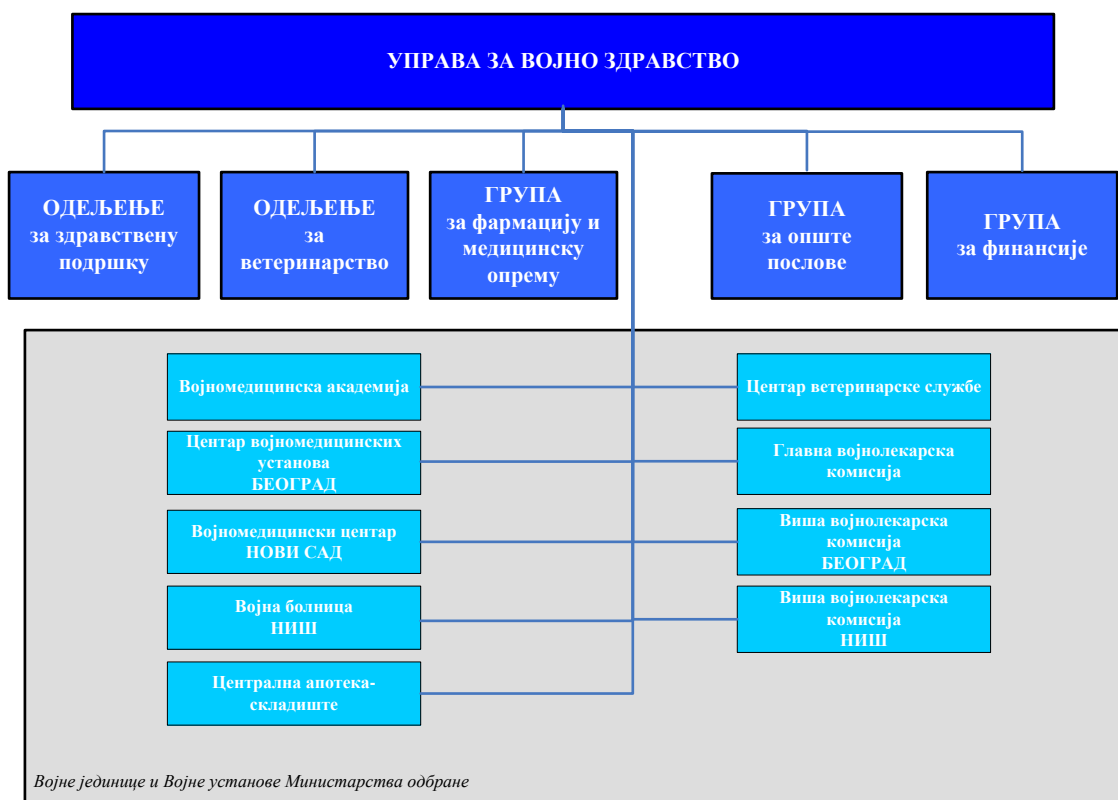 УПРАВА ЗА ВОЈНО ЗДРАВСТВО
ОДЕЉЕЊЕ
за здравствену
подршку
ОДЕЉЕЊЕ
за
ветеринарство
ГРУПА
за фармацију и
медицинску
опрему
ГРУПА
за опште
послове
ГРУПА
за финансије
Војномедицинска академија
Центар војномедицинских
установа
БЕОГРАД
Војномедицински центар
НОВИ САД
Војна болница
НИШ
Централна апотека-
складиште
Центар ветеринарске службе
Главна војнолекарска
комисија
Виша војнолекарска
комисија
БЕОГРАД
Виша војнолекарска
комисија
НИШ
Војне јединице и Војне установе Министарства одбране